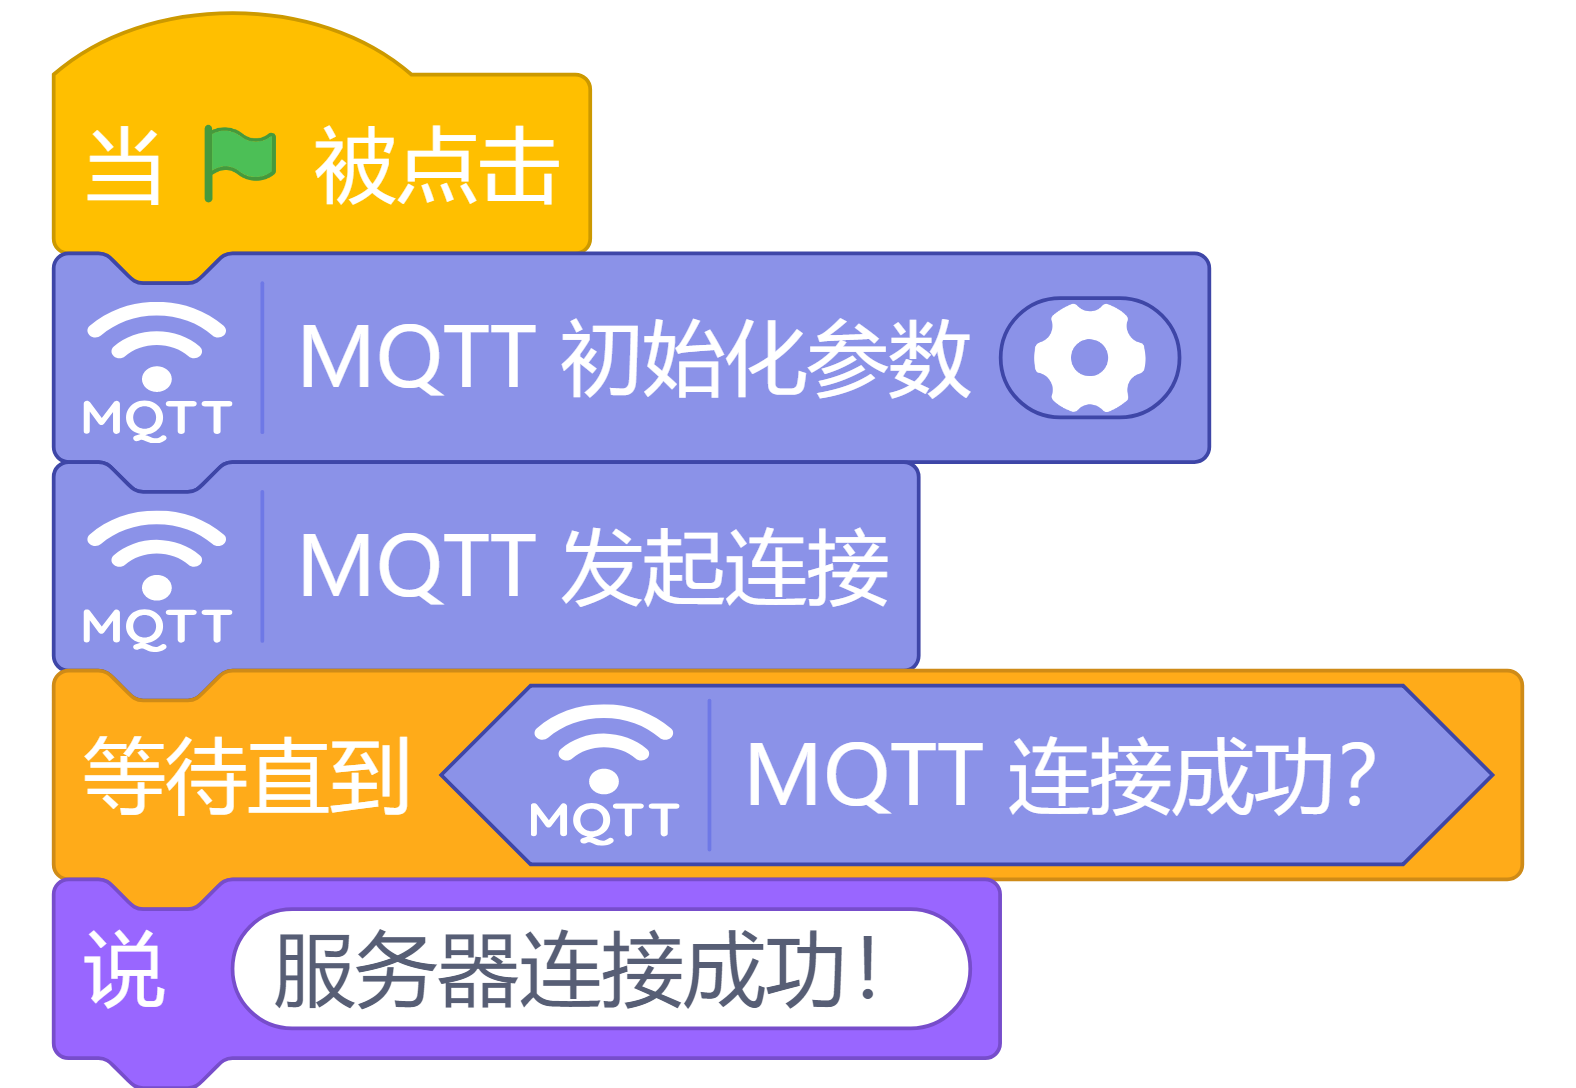 当 被点击
MQTT MQTT 初始化参数
MQTT MQTT 发起连接
等待直到 MQTT MQTT 连接成功？
说 服务器连接成功！